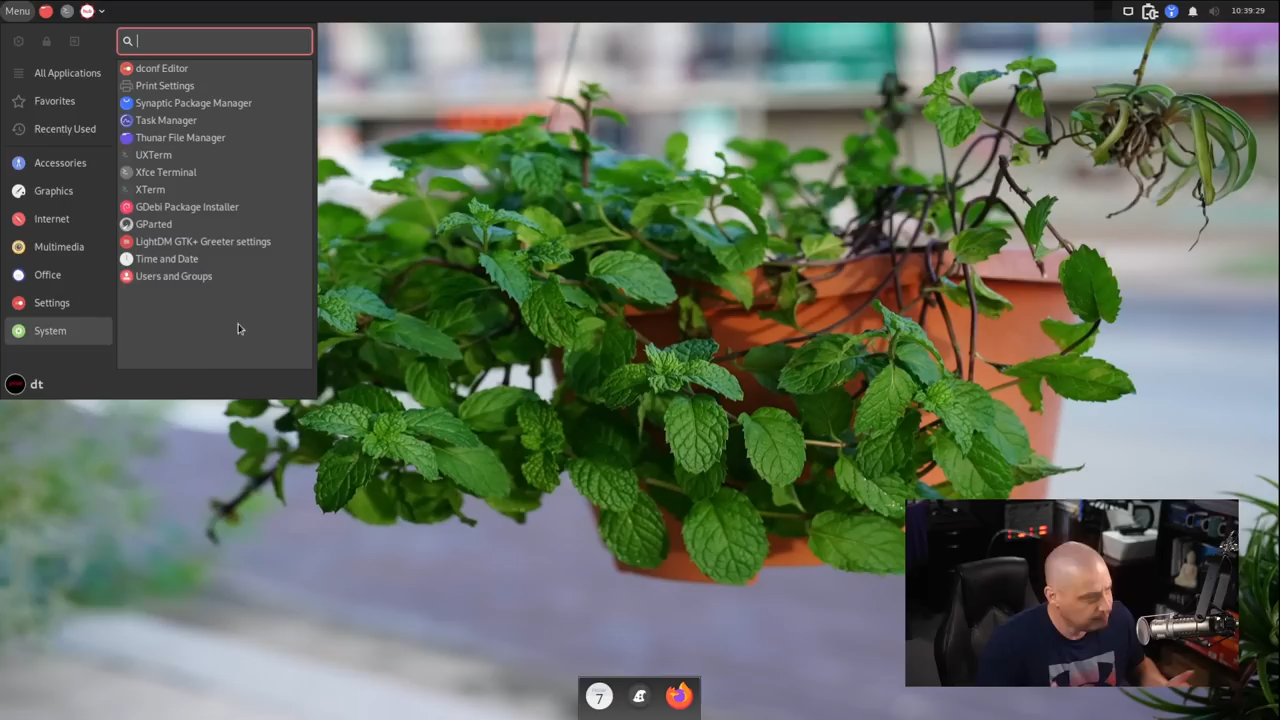 Menu
10:39:29
All Applications
Favorites
Recently Used
Accessories
Graphics
Internet
Multimedia
Office
Settings
System
dconf Editor
Print Settings
Synaptic Package Manager
Task Manager
Thunar File Manager
UXTerm
Xfce Terminal
XTerm
GDebi Package Installer
GParted
LightDM GTK+ Greeter settings
Time and Date
Users and Groups
dt
7